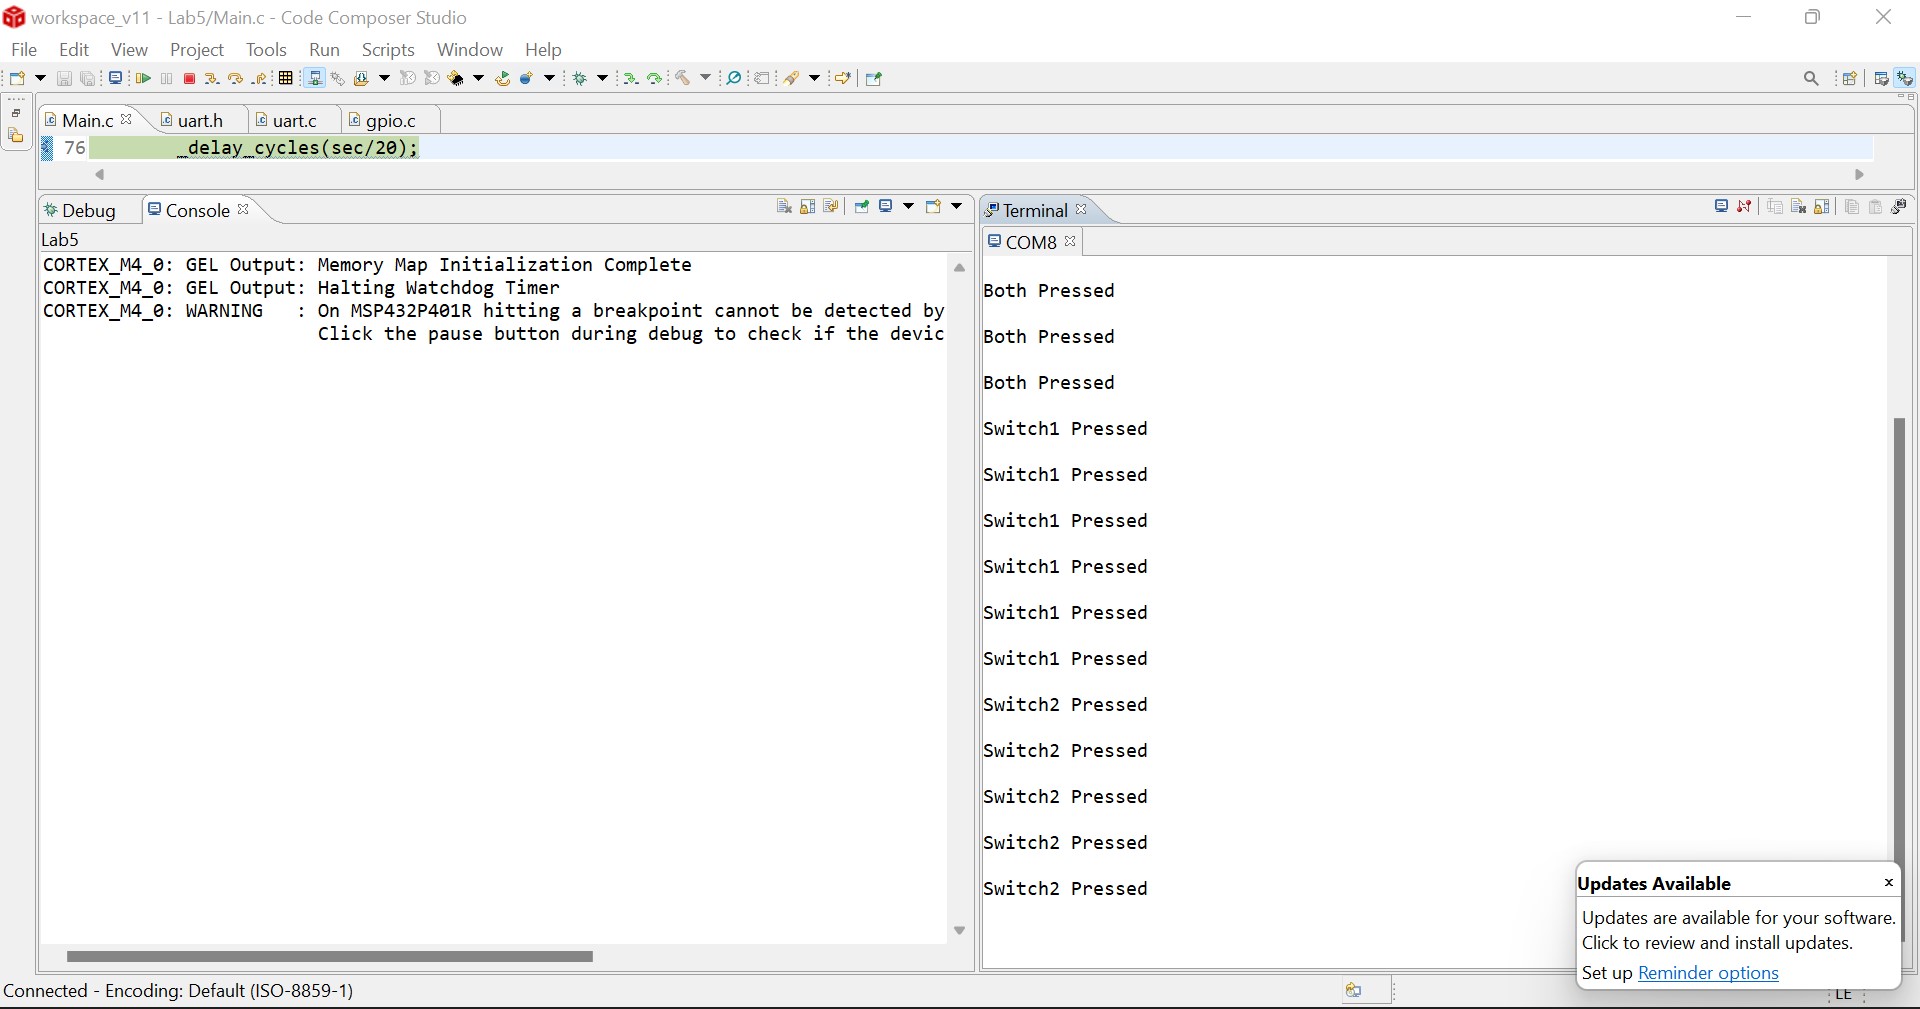 workspace_v11 - Lab5/Main.c - Code Composer Studio
File Edit View Project Tools Run Scripts Window Help
Main.c uart.h uart.c gpio.c
76 _delay_cycles(sec/20);
Debug Console
Lab5
CORTEX_M4_0: GEL Output: Memory Map Initialization Complete
CORTEX_M4_0: GEL Output: Halting Watchdog Timer
CORTEX_M4_0: WARNING : On MSP432P401R hitting a breakpoint cannot be detected by
Click the pause button during debug to check if the devic
Terminal
COM8
Both Pressed
Both Pressed
Both Pressed
Switch1 Pressed
Switch1 Pressed
Switch1 Pressed
Switch1 Pressed
Switch1 Pressed
Switch1 Pressed
Switch2 Pressed
Switch2 Pressed
Switch2 Pressed
Switch2 Pressed
Switch2 Pressed
Updates Available
Updates are available for your software.
Click to review and install updates.
Set up Reminder options
Connected - Encoding: Default (ISO-8859-1)
LE